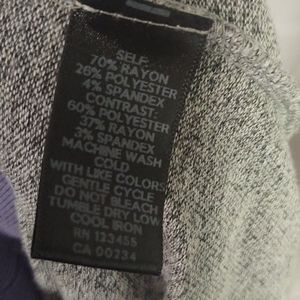 SELF:
70% RAYON
26% POLYESTER
4% SPANDEX
CONTRAST:
60% POLYESTER
37% RAYON
3% SPANDEX
MACHINE WASH
COLD
WITH LIKE COLORS
GENTLE CYCLE
DO NOT BLEACH
TUMBLE DRY LOW
COOL IRON
RN 123455
CA 00234